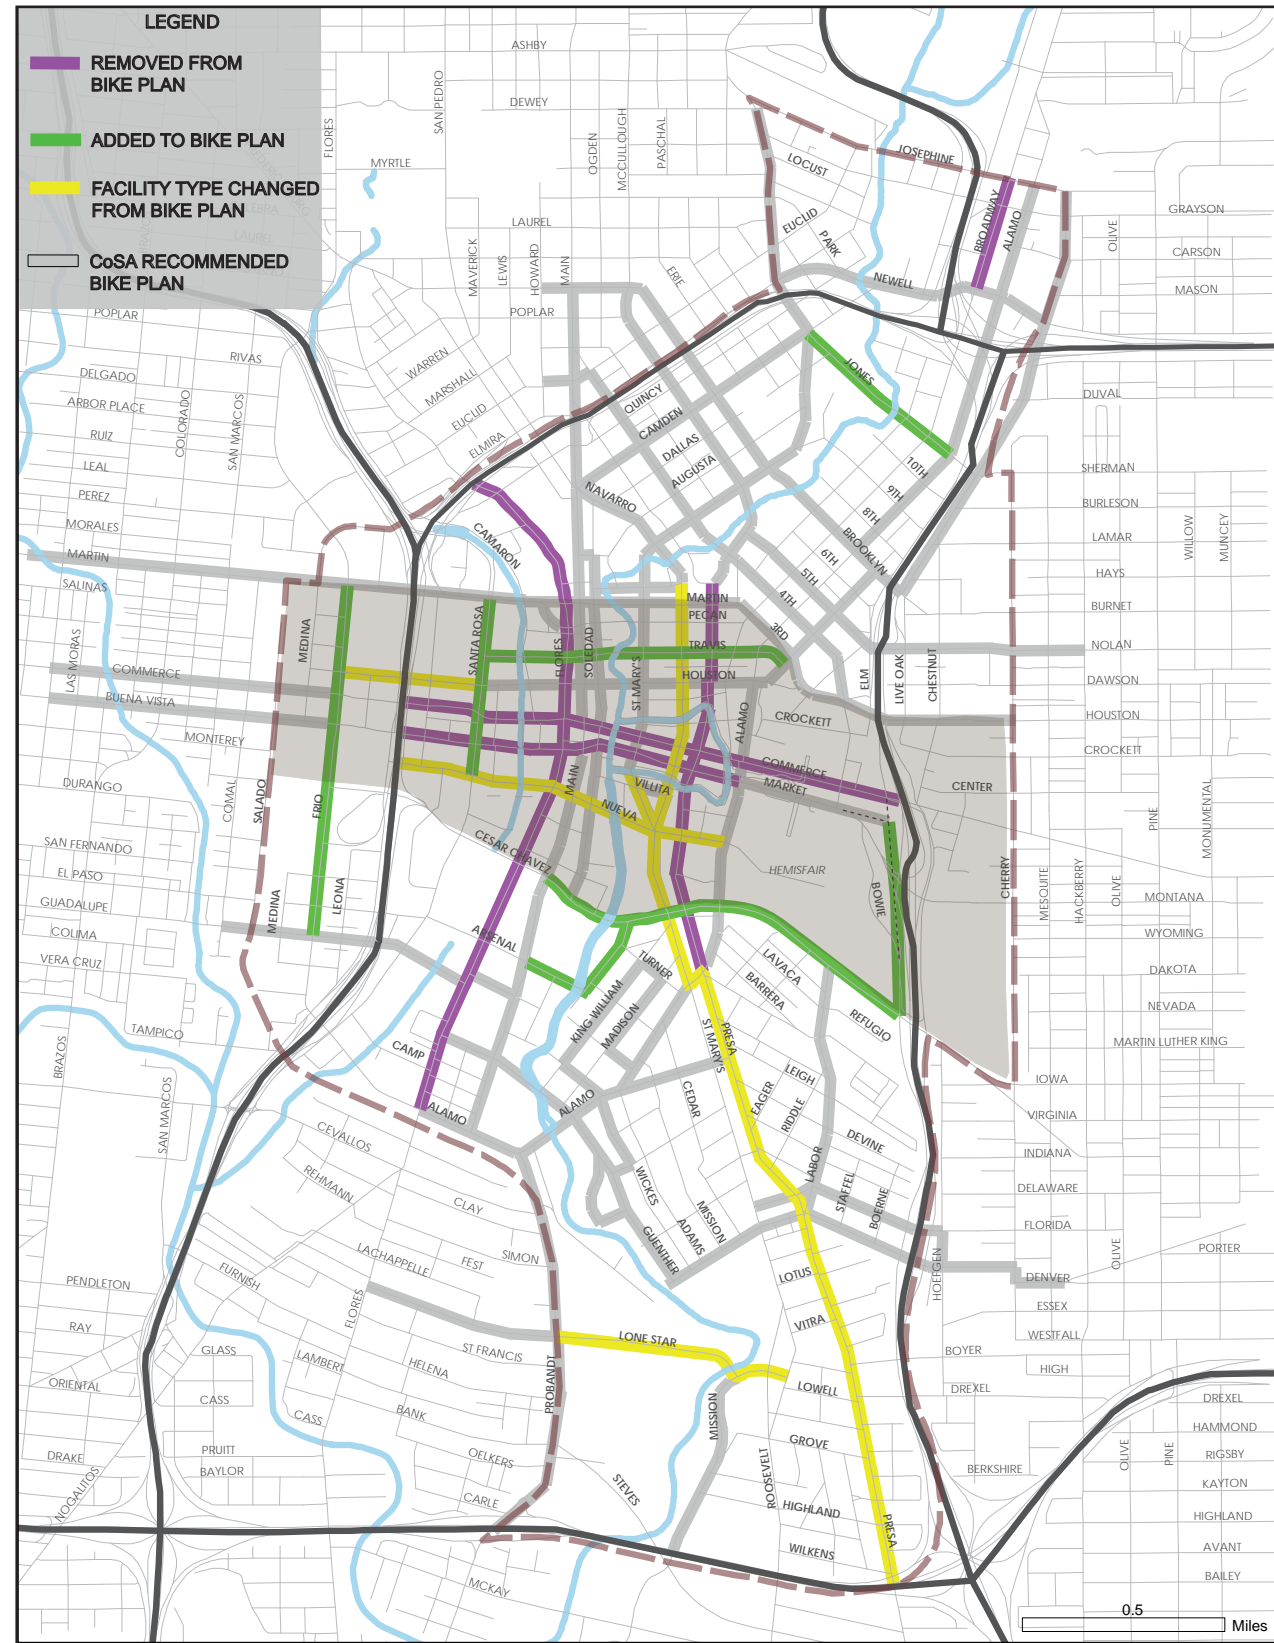 LEGEND
REMOVED FROM
BIKE PLAN
ADDED TO BIKE PLAN
FACILITY TYPE CHANGED
FROM BIKE PLAN
CoSA RECOMMENDED
BIKE PLAN
ASHBY
DEWEY
SAN PEDRO
FLORES
OGDEN
MCCULLOUGH
PASCHAL
MYRTLE
LOCUST
JOSEPHINE
BROADWAY
ALAMO
GRAYSON
OLIVE
CARSON
MASON
LAUREL
EUCLID
PARK
NEWELL
MAVERICK
LEWIS
HOWARD
MAIN
ERIE
POPLAR
POPLAR
RIVAS
WARREN
MARSHALL
EUCLID
ELMIRA
DELGADO
ARBOR PLACE
COLORADO
SAN MARCOS
RUIZ
LEAL
PEREZ
MORALES
MARTIN
SALINAS
JONES
QUINCY
CAMDEN
DALLAS
AUGUSTA
NAVARRO
DUVAL
10TH
9TH
8TH
6TH
5TH
4TH
3RD
BROOKLYN
SHERMAN
BURLESON
LAMAR
WILLOW
MUNCEY
HAYS
BURNET
NOLAN
DAWSON
HOUSTON
CROCKETT
CAMARON
MARTIN
PECAN
TRAVIS
HOUSTON
MEDINA
SANTA ROSA
FLORES
SOLEDAD
ST MARY'S
ELM
LIVE OAK
CHESTNUT
LAS MORAS
COMMERCE
BUENA VISTA
MONTEREY
CROCKETT
ALAMO
COMMERCE
MARKET
CENTER
DURANGO
COMAL
SALADO
FRIO
MAIN
VILLITA
NUEVA
CESAR CHAVEZ
HEMISFAIR
PINE
MONUMENTAL
SAN FERNANDO
EL PASO
GUADALUPE
COLIMA
VERA CRUZ
MEDINA
LEONA
BOWIE
CHERRY
MESQUITE
HACKBERRY
OLIVE
MONTANA
WYOMING
DAKOTA
NEVADA
MARTIN LUTHER KING
ARSENAL
TURNER
LAVACA
BARRERA
REFUGIO
KING WILLIAM
MADISON
ST MARY'S
PRESA
TAMPICO
BRAZOS
SAN MARCOS
CAMP
ALAMO
ALAMO
CEDAR
EAGER
LEIGH
RIDDLE
IOWA
VIRGINIA
INDIANA
DELAWARE
FLORIDA
CEVALLOS
REHMANN
CLAY
WICKES
MISSION
ADAMS
GUENTHER
LABOR
DEVINE
STAFFEL
BOERNE
LACHAPPELLE
FEST
SIMON
FURNISH
FLORES
PENDLETON
RAY
LOTUS
HOEFGEN
OLIVE
PORTER
DENVER
ESSEX
WESTFALL
GLASS
LAMBERT
ST FRANCIS
LONE STAR
VITRA
BOYER
HIGH
ORIENTAL
CASS
HELENA
PROBANDT
LOWELL
DREXEL
DREXEL
CASS
BANK
MISSION
GROVE
HAMMOND
DRAKE
PRUITT
BAYLOR
OELKERS
ROOSEVELT
BERKSHIRE
OLIVE
PINE
RIGSBY
KAYTON
NOGALITOS
CARLE
STEVES
HIGHLAND
PRESA
HIGHLAND
WILKENS
AVANT
BAILEY
MCKAY
0.5
Miles